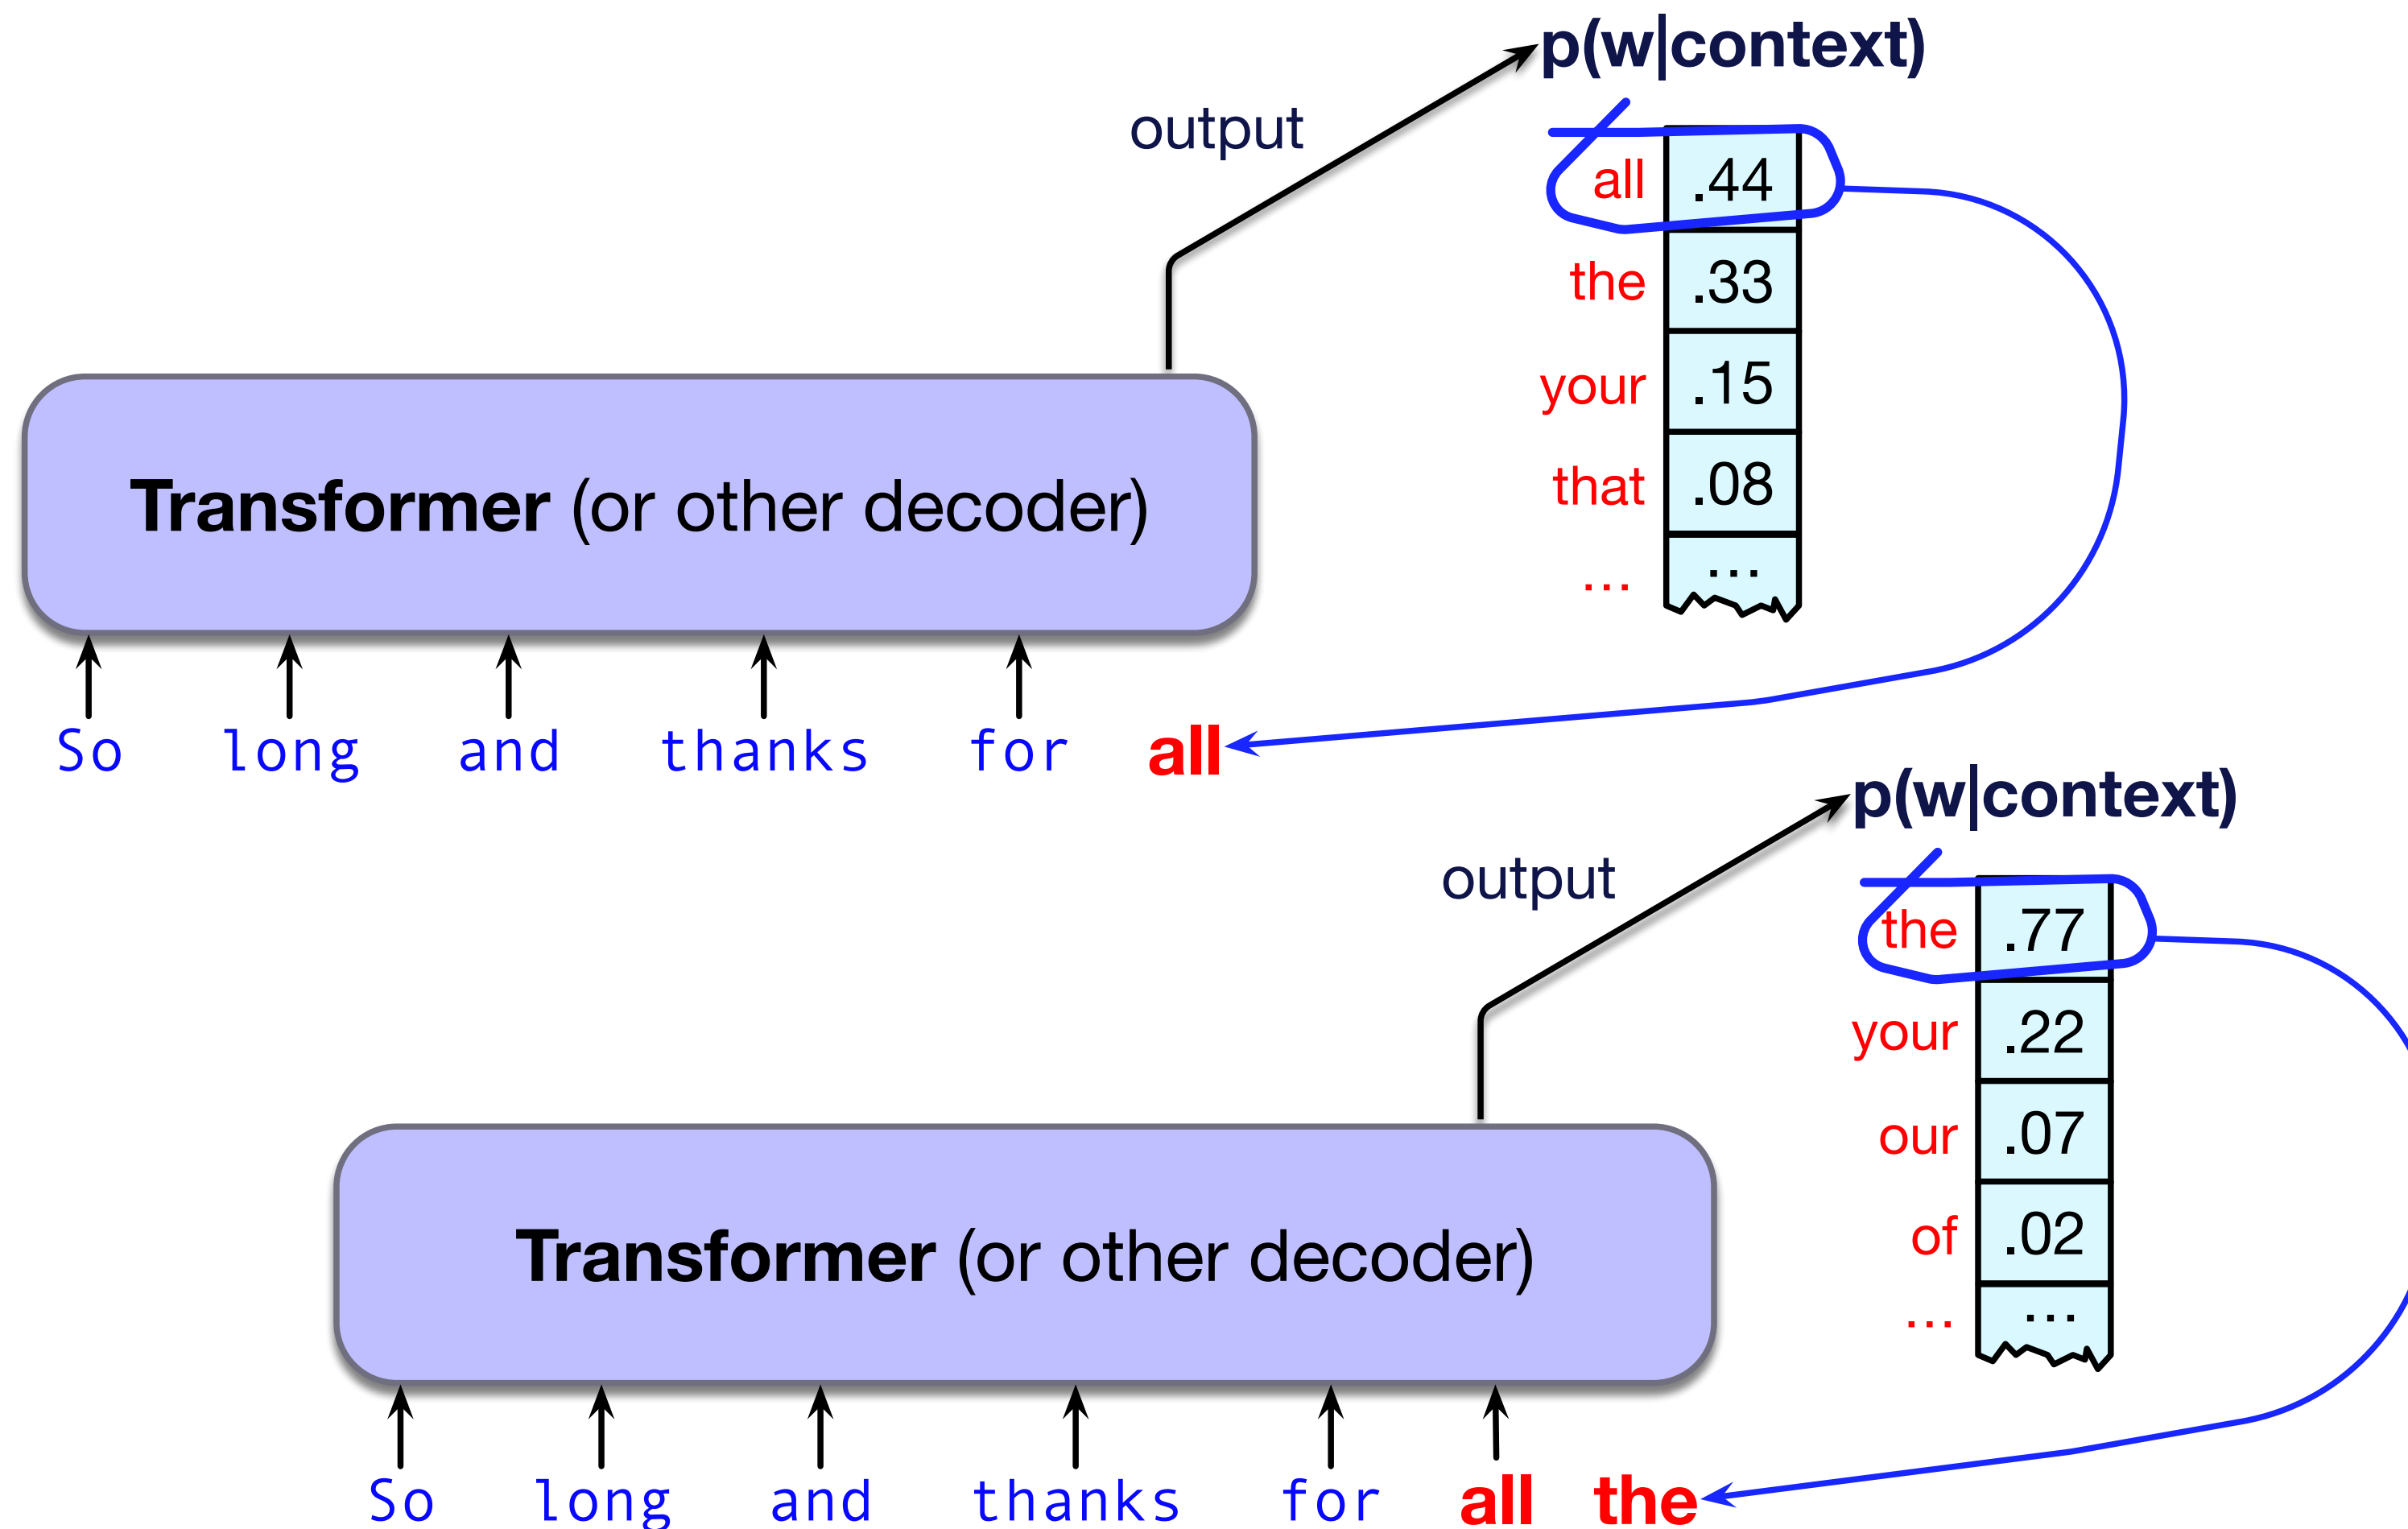 p(w|context)
output
all .44
the .33
your .15
that .08
... ...
Transformer (or other decoder)
So long and thanks for all
p(w|context)
output
the .77
your .22
our .07
of .02
... ...
Transformer (or other decoder)
So long and thanks for all the